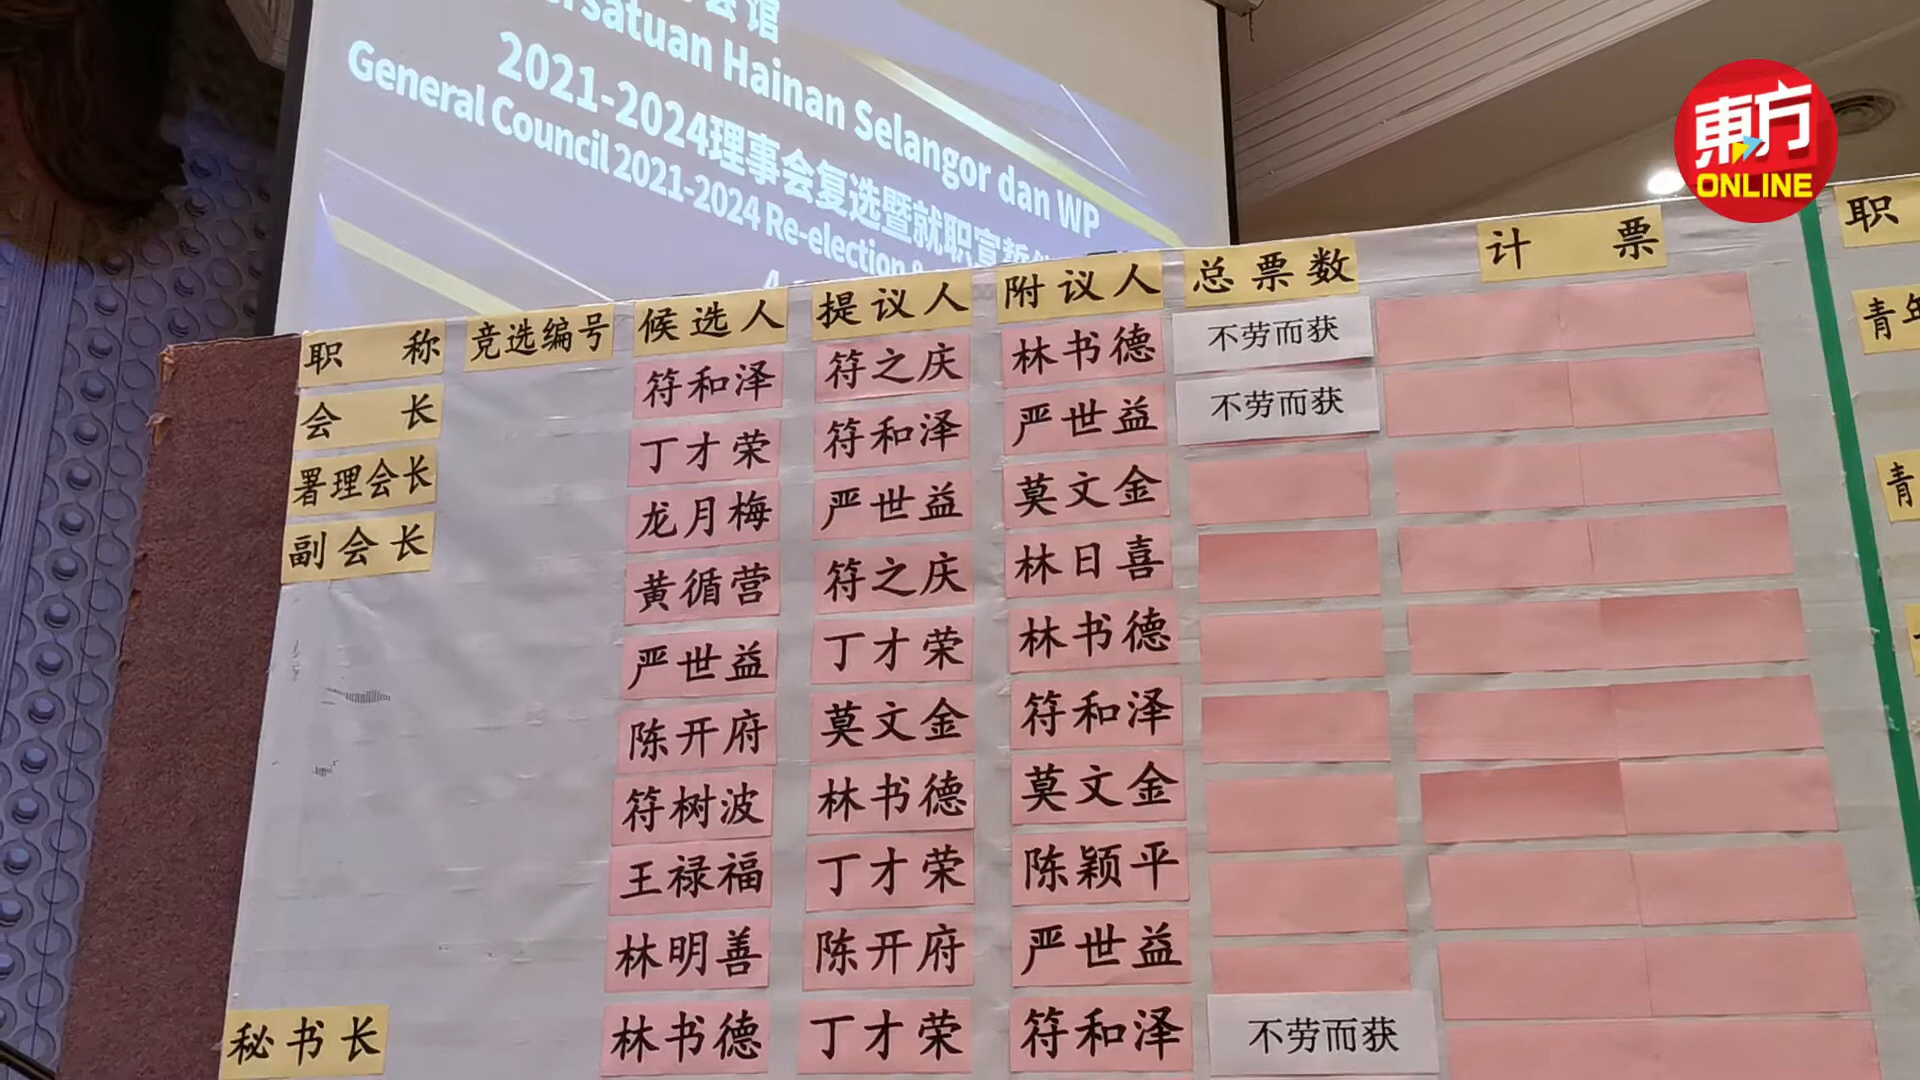 会馆
ersatuan Hainan Selangor dan WP
2021-2024理事会复选暨就职宣誓
General Council 2021-2024 Re-election &
東方
ONLINE
职 称 竞选编号 候选人 提议人 附议人 总票数 计 票 职
会 长 符和泽 符之庆 林书德 不劳而获
署理会长 丁才荣 符和泽 严世益 不劳而获
副会长 龙月梅 严世益 莫文金
黄循营 符之庆 林日喜
严世益 丁才荣 林书德
陈开府 莫文金 符和泽
符树波 林书德 莫文金
王禄福 丁才荣 陈颖平
林明善 陈开府 严世益
秘书长 林书德 丁才荣 符和泽 不劳而获
青年
青